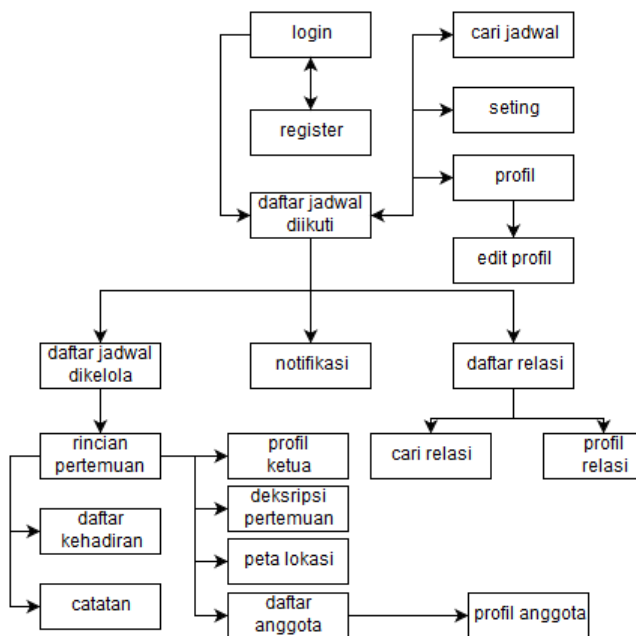 login
cari jadwal
seting
register
profil
daftar jadwal
diikuti
edit profil
daftar jadwal
dikelola
notifikasi
daftar relasi
rincian
pertemuan
profil
ketua
cari relasi
profil
relasi
deksripsi
pertemuan
daftar
kehadiran
peta lokasi
catatan
daftar
anggota
profil anggota